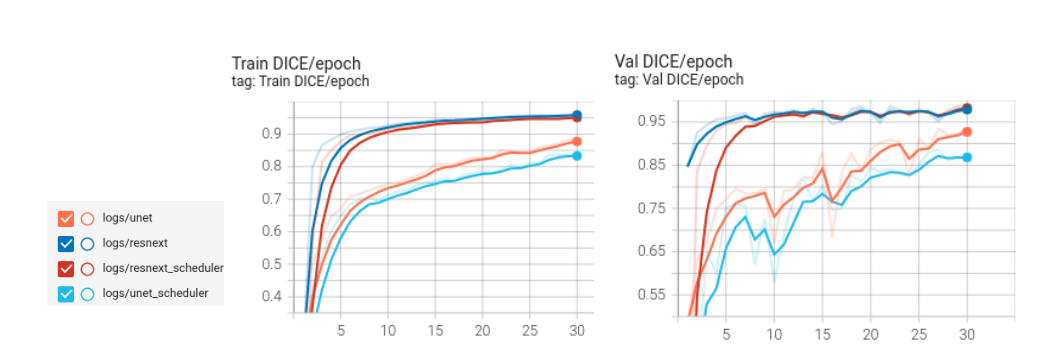 Train DICE/epoch
tag: Train DICE/epoch
0.9
0.8
0.7
0.6
0.5
0.4
5 10 15 20 25 30
Val DICE/epoch
tag: Val DICE/epoch
0.95
0.85
0.75
0.65
0.55
5 10 15 20 25 30
logs/unet
logs/resnext
logs/resnext_scheduler
logs/unet_scheduler